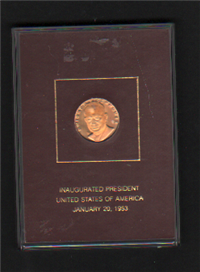 INAUGURATED PRESIDENT
UNITED STATES OF AMERICA
JANUARY 20, 1953